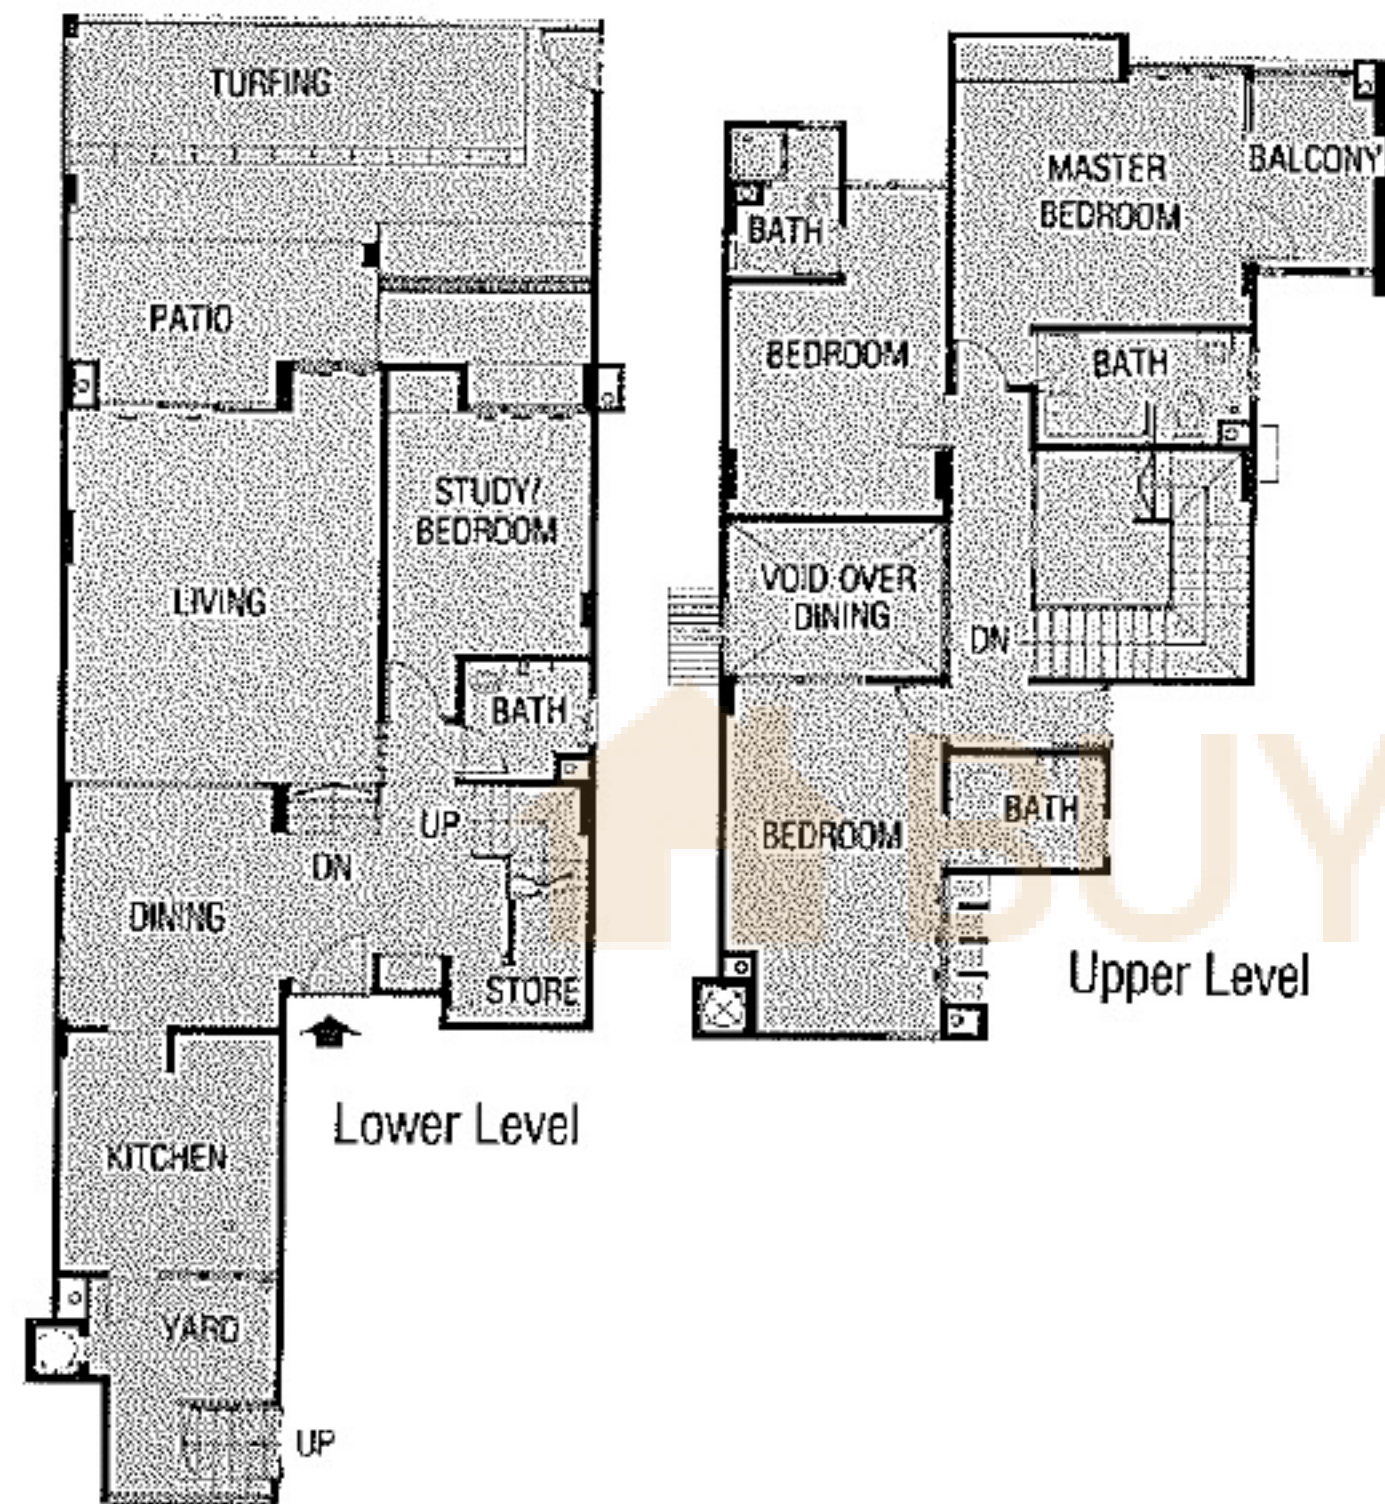 TURFING
PATIO
LIVING
STUDY/
BEDROOM
BATH
UP
DN
DINING
STORE
KITCHEN
YARD
UP
Lower Level
MASTER
BEDROOM
BALCONY
BATH
BEDROOM
BATH
VOID OVER
DINING
DN
BEDROOM
BATH
Upper Level
BUY